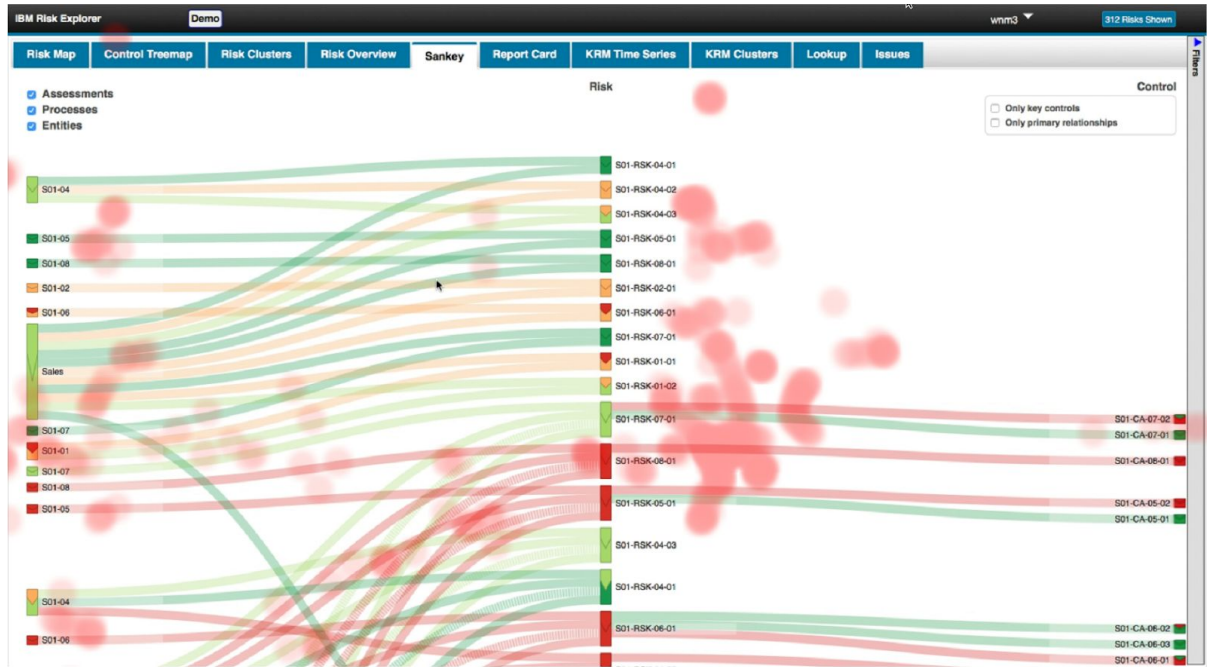 IBM Risk Explorer
Demo
wnm3
312 Risks Shown
Risk Map
Control Treemap
Risk Clusters
Risk Overview
Sankey
Report Card
KRM Time Series
KRM Clusters
Lookup
Issues
Filters
Assessments
Processes
Entities
Risk
Control
Only key controls
Only primary relationships
S01-04
S01-05
S01-08
S01-02
S01-06
Sales
S01-07
S01-01
S01-07
S01-08
S01-05
S01-04
S01-06
S01-RSK-04-01
S01-RSK-04-02
S01-RSK-04-03
S01-RSK-05-01
S01-RSK-08-01
S01-RSK-02-01
S01-RSK-06-01
S01-RSK-07-01
S01-RSK-01-01
S01-RSK-01-02
S01-RSK-07-01
S01-RSK-08-01
S01-RSK-05-01
S01-RSK-04-03
S01-RSK-04-01
S01-RSK-06-01
S01-CA-07-02
S01-CA-07-01
S01-CA-08-01
S01-CA-05-02
S01-CA-05-01
S01-CA-06-02
S01-CA-06-03
S01-CA-06-01